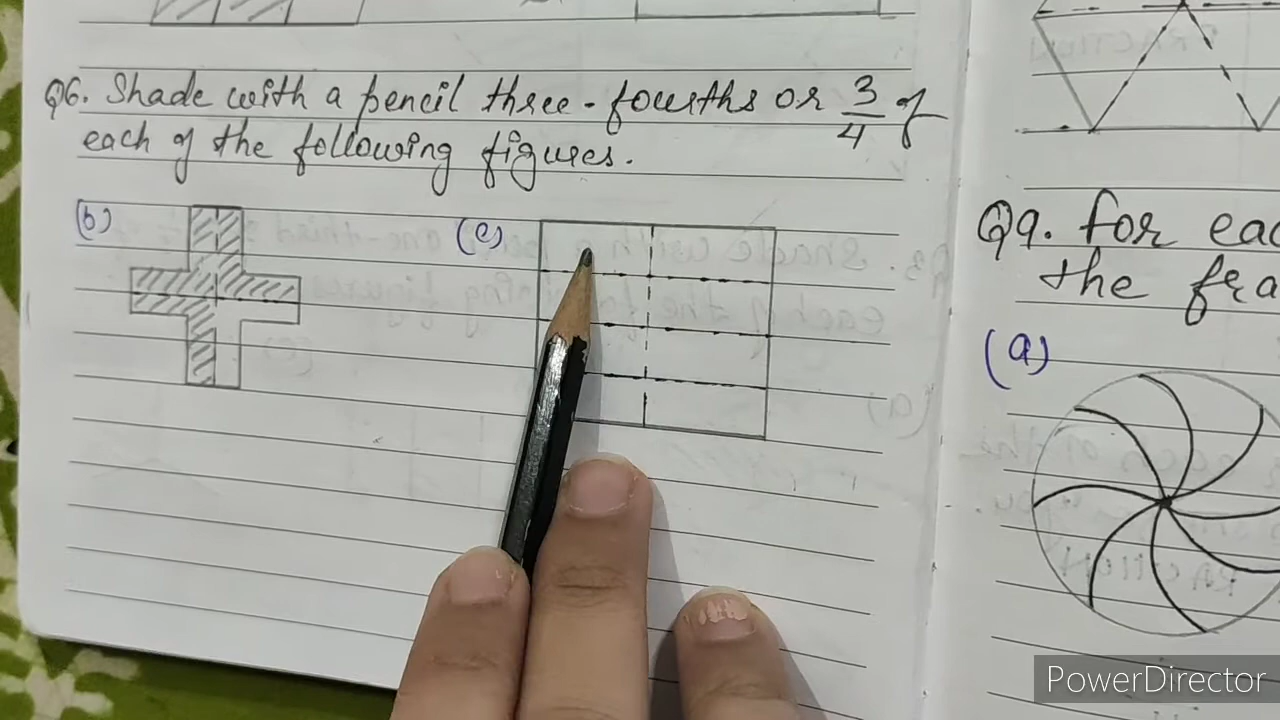 Q6. Shade with a pencil three-fourths or 3/4 of
each of the following figures.
(b)
(c)
Q9. for eac
the fra
(a)
PowerDirector